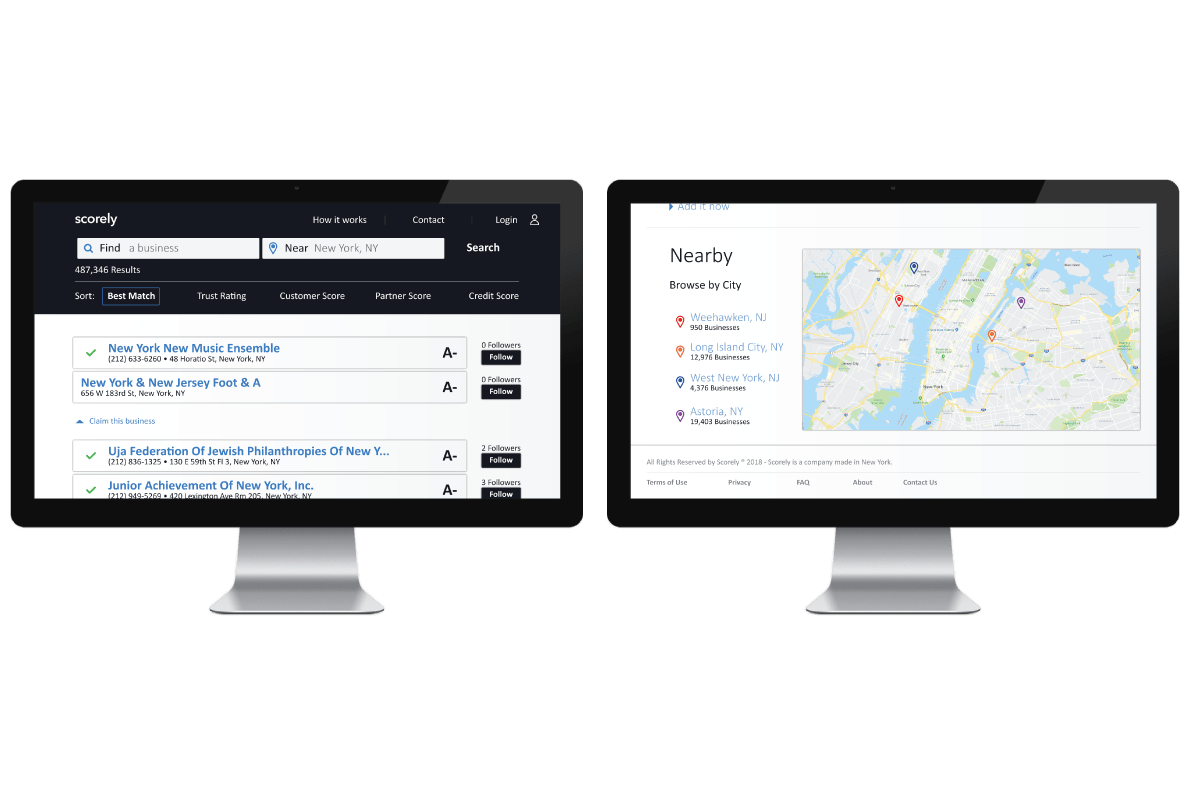 scorely
How it works
Contact
Login
Find a business
Near New York, NY
Search
487,346 Results
Sort:
Best Match
Trust Rating
Customer Score
Partner Score
Credit Score
New York New Music Ensemble
(212) 633-6260 • 48 Horatio St, New York, NY
A-
0 Followers
Follow
New York & New Jersey Foot & A
656 W 183rd St, New York, NY
A-
0 Followers
Follow
Claim this business
Uja Federation Of Jewish Philanthropies Of New Y...
(212) 836-1325 • 130 E 59th St Fl 3, New York, NY
A-
2 Followers
Follow
Junior Achievement Of New York, Inc.
(212) 949-5269 • 420 Lexington Ave Rm 205, New York, NY
A-
3 Followers
Follow
Add it now
Nearby
Browse by City
Weehawken, NJ
950 Businesses
Long Island City, NY
12,976 Businesses
West New York, NJ
4,376 Businesses
Astoria, NY
19,403 Businesses
MANHATTAN
New York
All Rights Reserved by Scorely ® 2018 - Scorely is a company made in New York.
Terms of Use
Privacy
FAQ
About
Contact Us